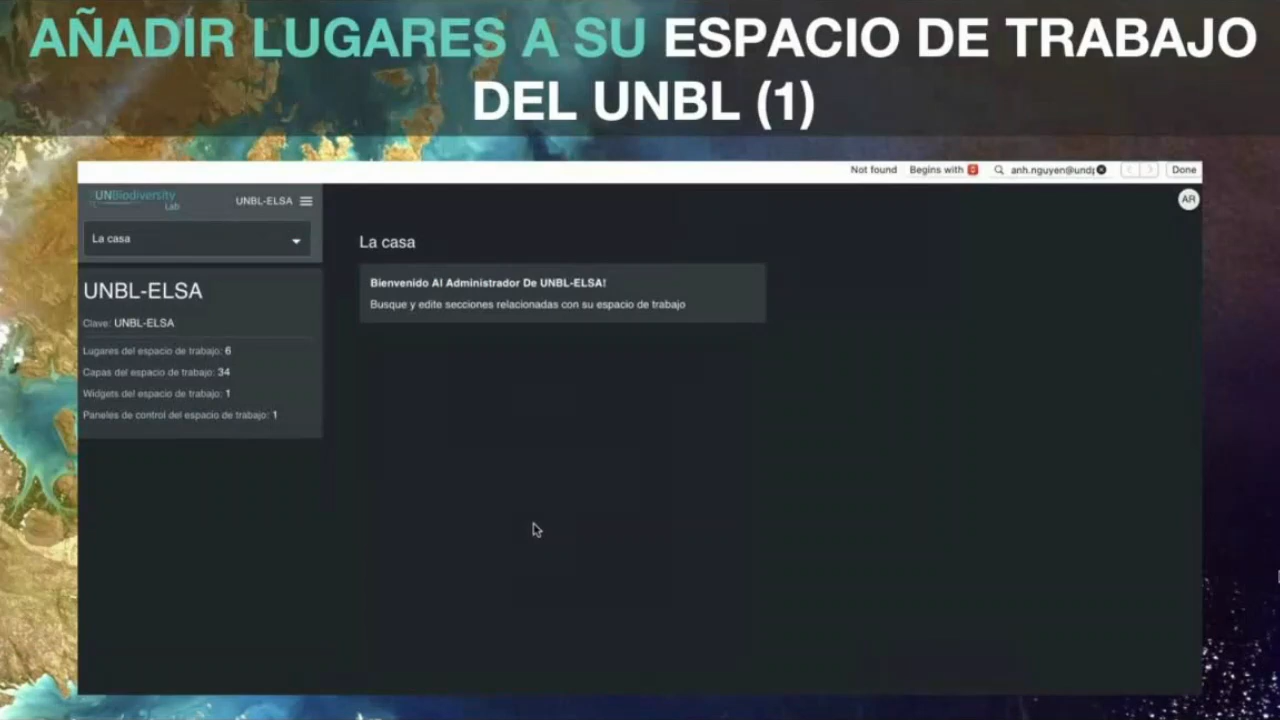 AÑADIR LUGARES A SU ESPACIO DE TRABAJO
DEL UNBL (1)
Not found Begins with anh.nguyen@undp Done
UNBiodiversity
Lab
UNBL-ELSA
AR
La casa
La casa
Bienvenido Al Administrador De UNBL-ELSA!
Busque y edite secciones relacionadas con su espacio de trabajo
UNBL-ELSA
Clave: UNBL-ELSA
Lugares del espacio de trabajo: 6
Capas del espacio de trabajo: 34
Widgets del espacio de trabajo: 1
Paneles de control del espacio de trabajo: 1